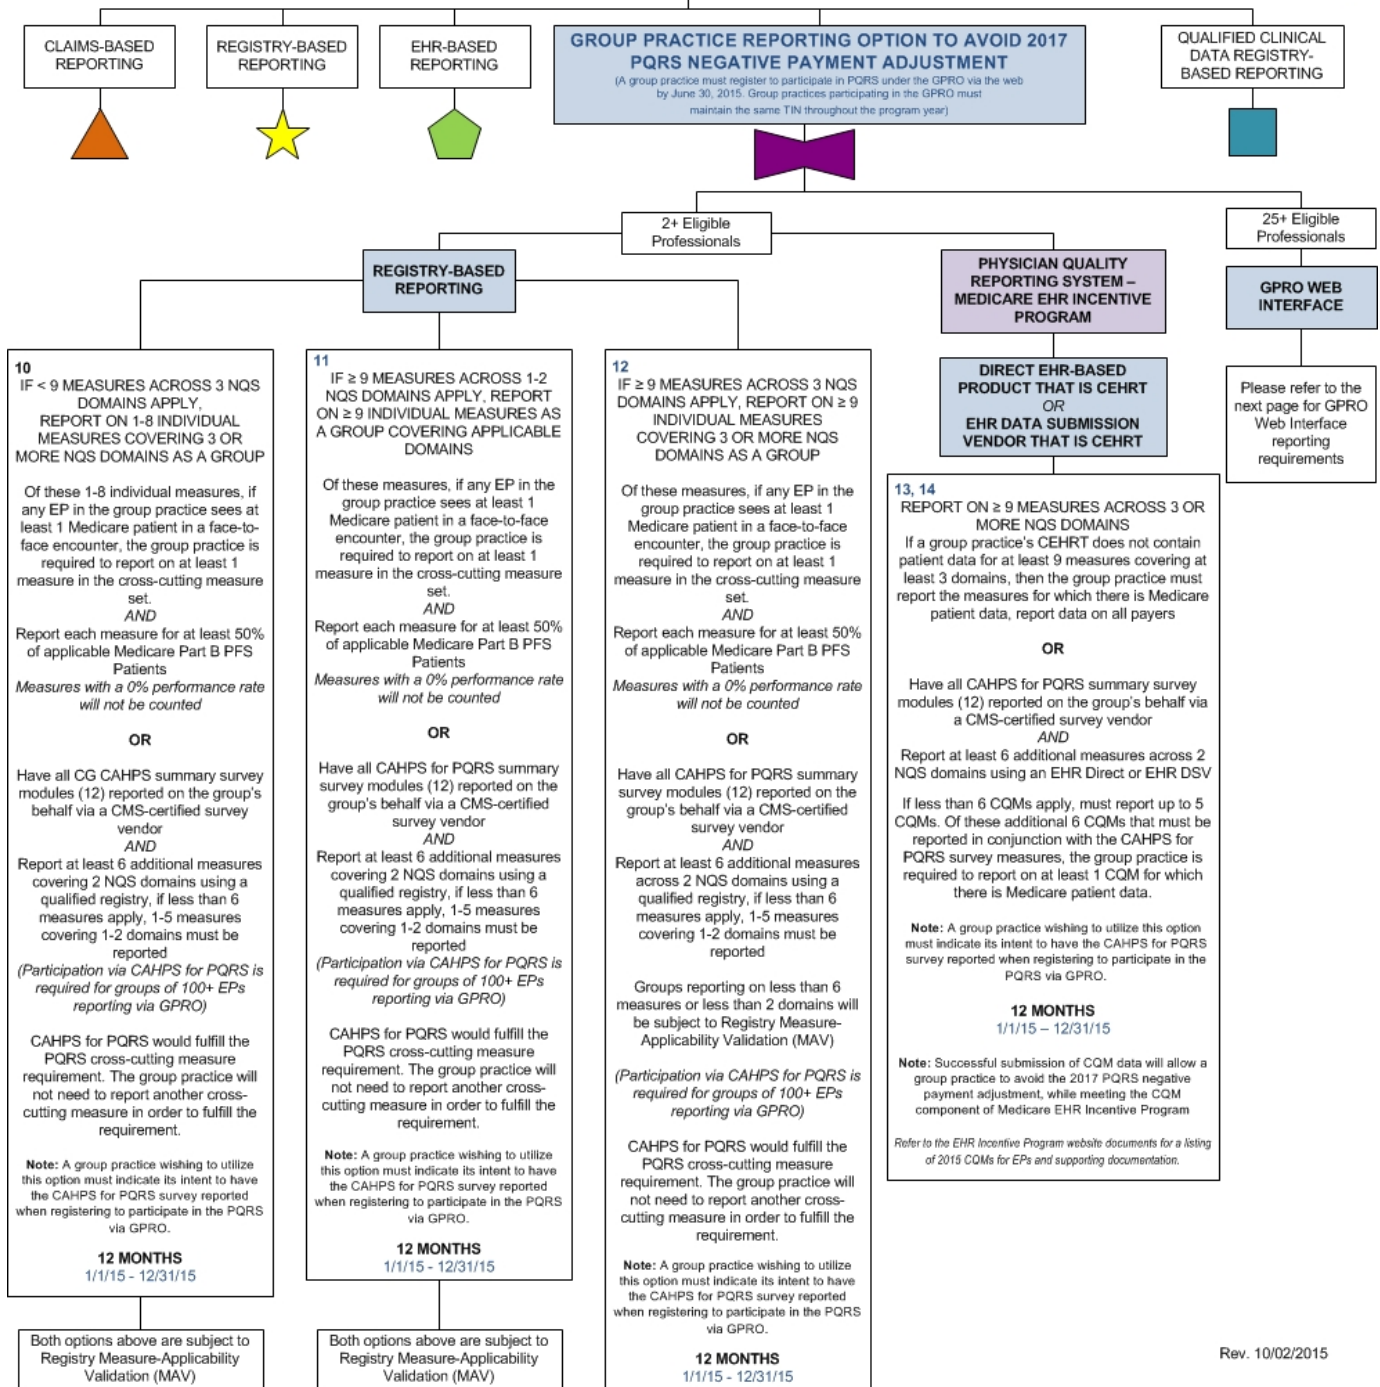 CLAIMS-BASED
REPORTING
REGISTRY-BASED
REPORTING
EHR-BASED
REPORTING
GROUP PRACTICE REPORTING OPTION TO AVOID 2017
PQRS NEGATIVE PAYMENT ADJUSTMENT
(A group practice must register to participate in PQRS under the GPRO via the web
by June 30, 2015. Group practices participating in the GPRO must
maintain the same TIN throughout the program year)
QUALIFIED CLINICAL
DATA REGISTRY-
BASED REPORTING
2+ Eligible
Professionals
25+ Eligible
Professionals
REGISTRY-BASED
REPORTING
PHYSICIAN QUALITY
REPORTING SYSTEM –
MEDICARE EHR INCENTIVE
PROGRAM
GPRO WEB
INTERFACE
10
IF < 9 MEASURES ACROSS 3 NQS
DOMAINS APPLY,
REPORT ON 1-8 INDIVIDUAL
MEASURES COVERING 3 OR
MORE NQS DOMAINS AS A GROUP
Of these 1-8 individual measures, if
any EP in the group practice sees at
least 1 Medicare patient in a face-to-
face encounter, the group practice is
required to report on at least 1
measure in the cross-cutting measure
set.
AND
Report each measure for at least 50%
of applicable Medicare Part B PFS
Patients
Measures with a 0% performance rate
will not be counted
OR
Have all CG CAHPS summary survey
modules (12) reported on the group's
behalf via a CMS-certified survey
vendor
AND
Report at least 6 additional measures
covering 2 NQS domains using a
qualified registry, if less than 6
measures apply, 1-5 measures
covering 1-2 domains must be
reported
(Participation via CAHPS for PQRS is
required for groups of 100+ EPs
reporting via GPRO)
CAHPS for PQRS would fulfill the
PQRS cross-cutting measure
requirement. The group practice will
not need to report another cross-
cutting measure in order to fulfill the
requirement.
Note: A group practice wishing to utilize
this option must indicate its intent to have
the CAHPS for PQRS survey reported
when registering to participate in the PQRS
via GPRO.
12 MONTHS
1/1/15 - 12/31/15
Both options above are subject to
Registry Measure-Applicability
Validation (MAV)
11
IF ≥ 9 MEASURES ACROSS 1-2
NQS DOMAINS APPLY, REPORT
ON ≥ 9 INDIVIDUAL MEASURES AS
A GROUP COVERING APPLICABLE
DOMAINS
Of these measures, if any EP in the
group practice sees at least 1
Medicare patient in a face-to-face
encounter, the group practice is
required to report on at least 1
measure in the cross-cutting measure
set.
AND
Report each measure for at least 50%
of applicable Medicare Part B PFS
Patients
Measures with a 0% performance rate
will not be counted
OR
Have all CAHPS for PQRS summary
survey modules (12) reported on the
group's behalf via a CMS-certified
survey vendor
AND
Report at least 6 additional measures
covering 2 NQS domains using a
qualified registry, if less than 6
measures apply, 1-5 measures
covering 1-2 domains must be
reported
(Participation via CAHPS for PQRS is
required for groups of 100+ EPs
reporting via GPRO)
CAHPS for PQRS would fulfill the
PQRS cross-cutting measure
requirement. The group practice will
not need to report another cross-
cutting measure in order to fulfill the
requirement.
Note: A group practice wishing to utilize
this option must indicate its intent to have
the CAHPS for PQRS survey reported
when registering to participate in the PQRS
via GPRO.
12 MONTHS
1/1/15 - 12/31/15
Both options above are subject to
Registry Measure-Applicability
Validation (MAV)
12
IF ≥ 9 MEASURES ACROSS 3 NQS
DOMAINS APPLY, REPORT ON ≥ 9
INDIVIDUAL MEASURES
COVERING 3 OR MORE NQS
DOMAINS AS A GROUP
Of these measures, if any EP in the
group practice sees at least 1
Medicare patient in a face-to-face
encounter, the group practice is
required to report on at least 1
measure in the cross-cutting measure
set.
AND
Report each measure for at least 50%
of applicable Medicare Part B PFS
Patients
Measures with a 0% performance rate
will not be counted
OR
Have all CAHPS for PQRS summary
survey modules (12) reported on the
group's behalf via a CMS-certified
survey vendor
AND
Report at least 6 additional measures
across 2 NQS domains using a
qualified registry, if less than 6
measures apply, 1-5 measures
covering 1-2 domains must be
reported
Groups reporting on less than 6
measures or less than 2 domains will
be subject to Registry Measure-
Applicability Validation (MAV)
(Participation via CAHPS for PQRS is
required for groups of 100+ EPs
reporting via GPRO)
CAHPS for PQRS would fulfill the
PQRS cross-cutting measure
requirement. The group practice will
not need to report another cross-
cutting measure in order to fulfill the
requirement.
Note: A group practice wishing to utilize
this option must indicate its intent to have
the CAHPS for PQRS survey reported
when registering to participate in the PQRS
via GPRO.
12 MONTHS
1/1/15 - 12/31/15
DIRECT EHR-BASED
PRODUCT THAT IS CEHRT
OR
EHR DATA SUBMISSION
VENDOR THAT IS CEHRT
13, 14
REPORT ON ≥ 9 MEASURES ACROSS 3 OR
MORE NQS DOMAINS
If a group practice's CEHRT does not contain
patient data for at least 9 measures covering at
least 3 domains, then the group practice must
report the measures for which there is Medicare
patient data, report data on all payers
OR
Have all CAHPS for PQRS summary survey
modules (12) reported on the group's behalf via
a CMS-certified survey vendor
AND
Report at least 6 additional measures across 2
NQS domains using an EHR Direct or EHR DSV
If less than 6 CQMs apply, must report up to 5
CQMs. Of these additional 6 CQMs that must be
reported in conjunction with the CAHPS for
PQRS survey measures, the group practice is
required to report on at least 1 CQM for which
there is Medicare patient data.
Note: A group practice wishing to utilize this option
must indicate its intent to have the CAHPS for PQRS
survey reported when registering to participate in the
PQRS via GPRO.
12 MONTHS
1/1/15 – 12/31/15
Note: Successful submission of CQM data will allow a
group practice to avoid the 2017 PQRS negative
payment adjustment, while meeting the CQM
component of Medicare EHR Incentive Program
Refer to the EHR Incentive Program website documents for a listing
of 2015 CQMs for EPs and supporting documentation.
Please refer to the
next page for GPRO
Web Interface
reporting
requirements
Rev. 10/02/2015